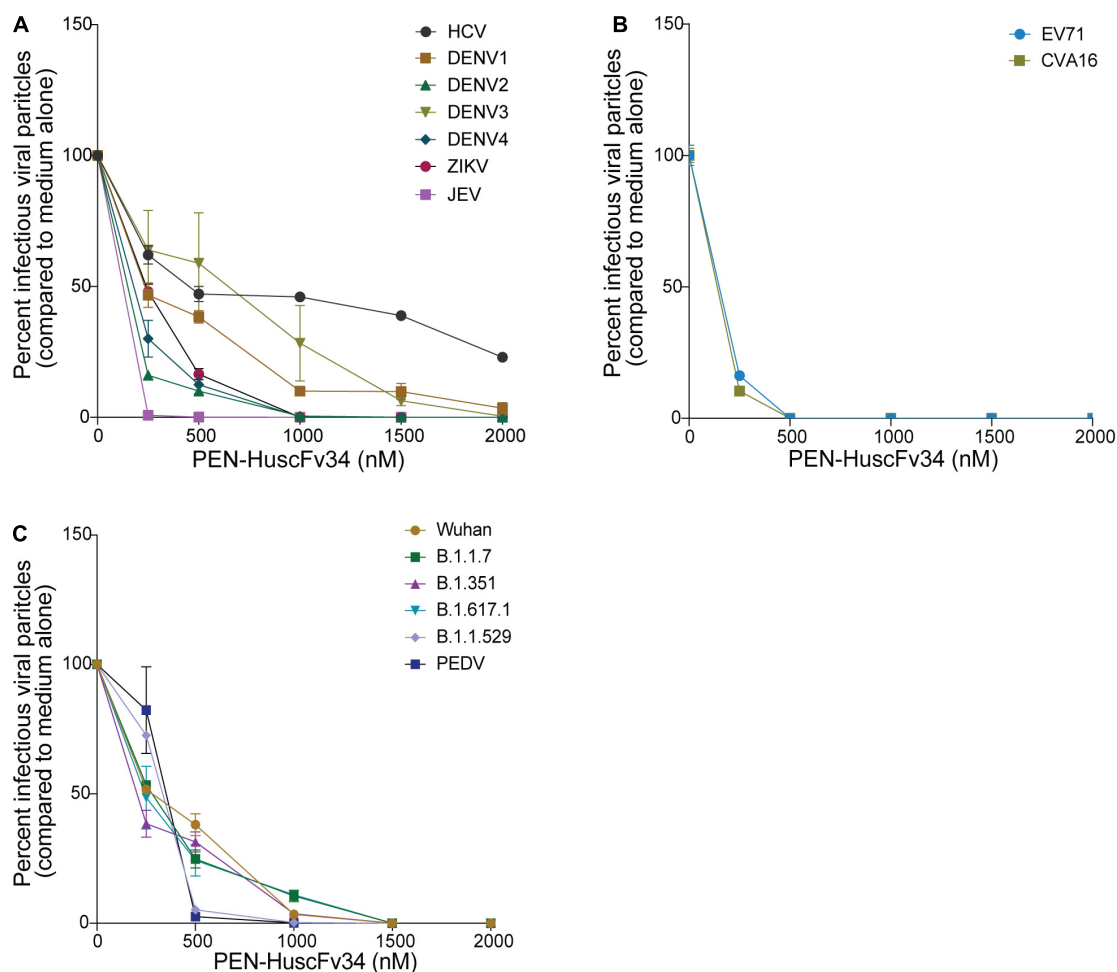 A
150
100
50
0
Percent infectious viral paritcles
(compared to medium alone)
0 500 1000 1500 2000
PEN-HuscFv34 (nM)
HCV
DENV1
DENV2
DENV3
DENV4
ZIKV
JEV
B
150
100
50
0
Percent infectious viral paritcles
(compared to medium alone)
0 500 1000 1500 2000
PEN-HuscFv34 (nM)
EV71
CVA16
C
150
100
50
0
Percent infectious viral paritcles
(compared to medium alone)
0 500 1000 1500 2000
PEN-HuscFv34 (nM)
Wuhan
B.1.1.7
B.1.351
B.1.617.1
B.1.1.529
PEDV